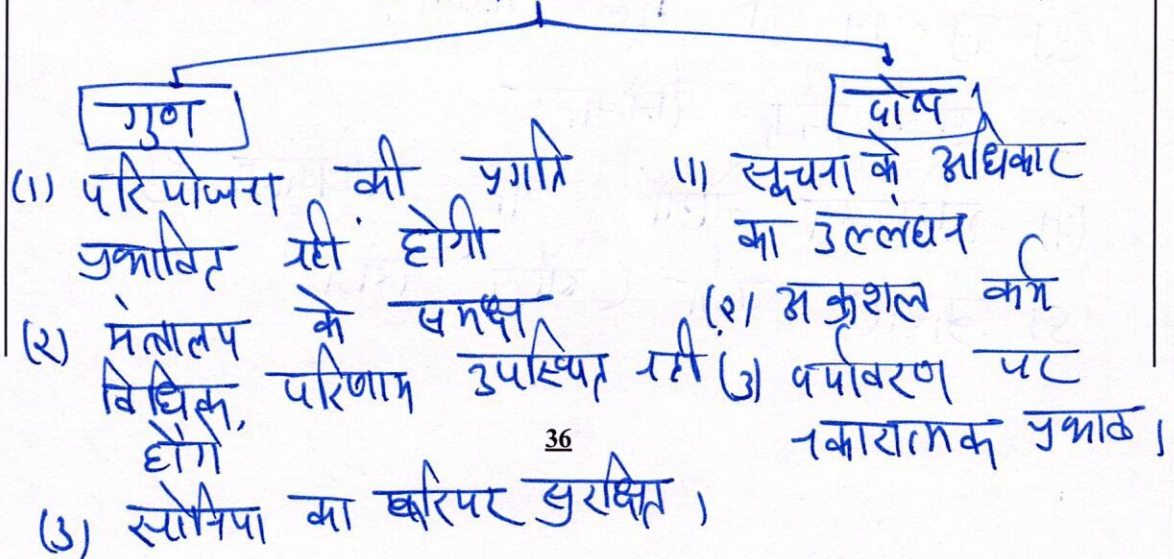 गुण
(1) परियोजना की प्रगति
प्रभावित नही होगी
(2) मंत्रालय के समक्ष
विधिक परिणाम उपस्थित नही
होंगे
(3) सोनिया का करियर सुरक्षित ।
दोष
(1) सूचना के अधिकार
का उल्लंघन
(2) अकुशल कर्म
(3) पर्यावरण पर
नकारात्मक प्रभाव ।
36